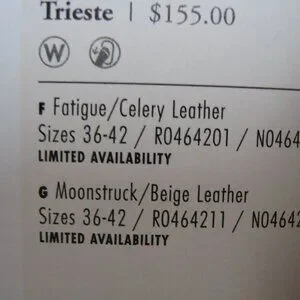 Trieste | $155.00
W
F Fatigue/Celery Leather
Sizes 36-42 / R0464201 / N0464
LIMITED AVAILABILITY
G Moonstruck/Beige Leather
Sizes 36-42 / R0464211 / N0464
LIMITED AVAILABILITY